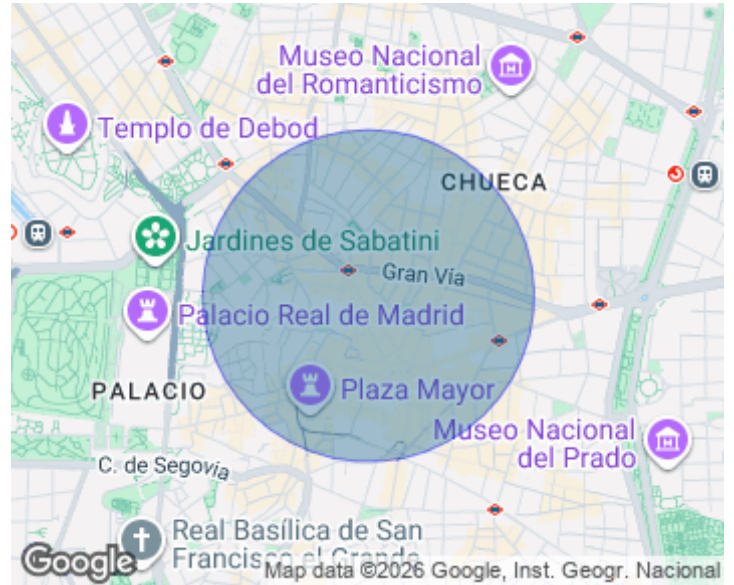 Museo Nacional
del Romanticismo
Templo de Debod
CHUECA
Jardines de Sabatini
Gran Vía
Palacio Real de Madrid
PALACIO
Plaza Mayor
Museo Nacional
del Prado
C. de Segovia
Real Basílica de San
Francisco el Grande
Google
Map data ©2026 Google, Inst. Geogr. Nacional